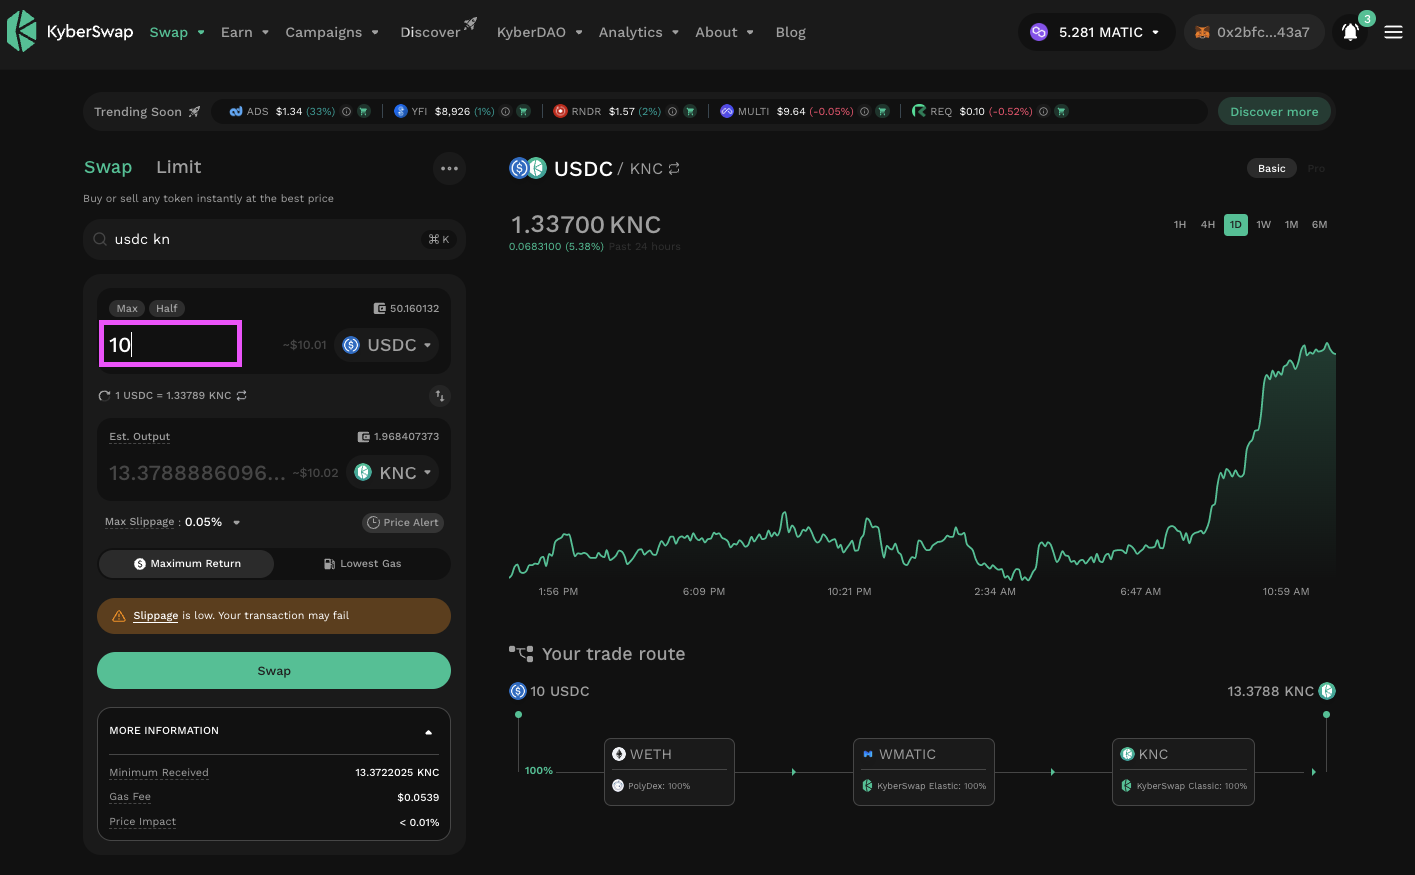 KyberSwap Swap Earn Campaigns Discover KyberDAO Analytics About Blog 5.281 MATIC 0x2bfc...43a7 3
Trending Soon ADS $1.34 (33%) YFI $8,926 (1%) RNDR $1.57 (2%) MULTI $9.64 (-0.05%) REQ $0.10 (-0.52%) Discover more
Swap Limit
Buy or sell any token instantly at the best price
usdc kn ⌘ K
Max Half 50.160132
10 ~$10.01 USDC
1 USDC = 1.33789 KNC
Est. Output 1.968407373
13.3788886096... ~$10.02 KNC
Max Slippage : 0.05% Price Alert
Maximum Return Lowest Gas
Slippage is low. Your transaction may fail
Swap
MORE INFORMATION
Minimum Received 13.3722025 KNC
Gas Fee $0.0539
Price Impact < 0.01%
USDC / KNC Basic Pro
1.33700 KNC
0.0683100 (5.38%) Past 24 hours
1H 4H 1D 1W 1M 6M
1:56 PM 6:09 PM 10:21 PM 2:34 AM 6:47 AM 10:59 AM
Your trade route
10 USDC 13.3788 KNC
100%
WETH
PolyDex: 100%
WMATIC
KyberSwap Elastic: 100%
KNC
KyberSwap Classic: 100%